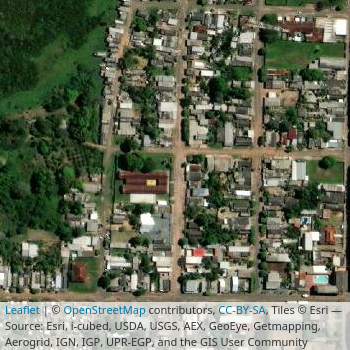 Leaflet | © OpenStreetMap contributors, CC-BY-SA, Tiles © Esri —
Source: Esri, i-cubed, USDA, USGS, AEX, GeoEye, Getmapping,
Aerogrid, IGN, IGP, UPR-EGP, and the GIS User Community